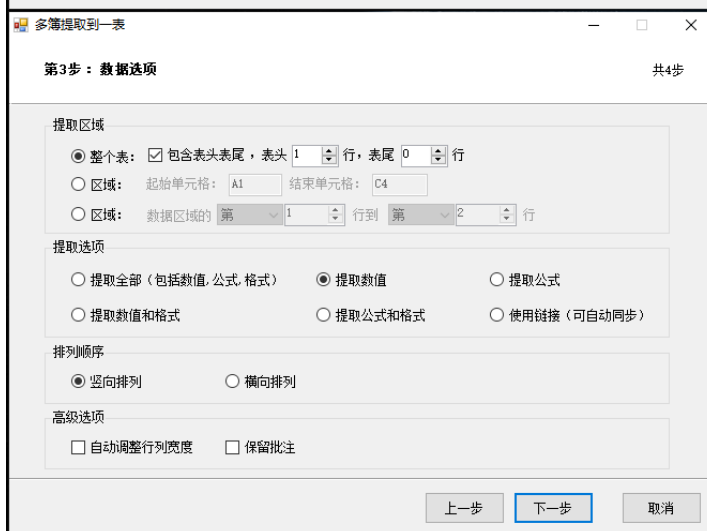 多簿提取到一表
第3步：数据选项 共4步
提取区域
整个表： 包含表头表尾，表头 1 行，表尾 0 行
区域： 起始单元格： A1 结束单元格： C4
区域： 数据区域的 第 1 行到 第 2 行
提取选项
提取全部（包括数值,公式,格式） 提取数值 提取公式
提取数值和格式 提取公式和格式 使用链接（可自动同步）
排列顺序
竖向排列 横向排列
高级选项
自动调整行列宽度 保留批注
上一步 下一步 取消